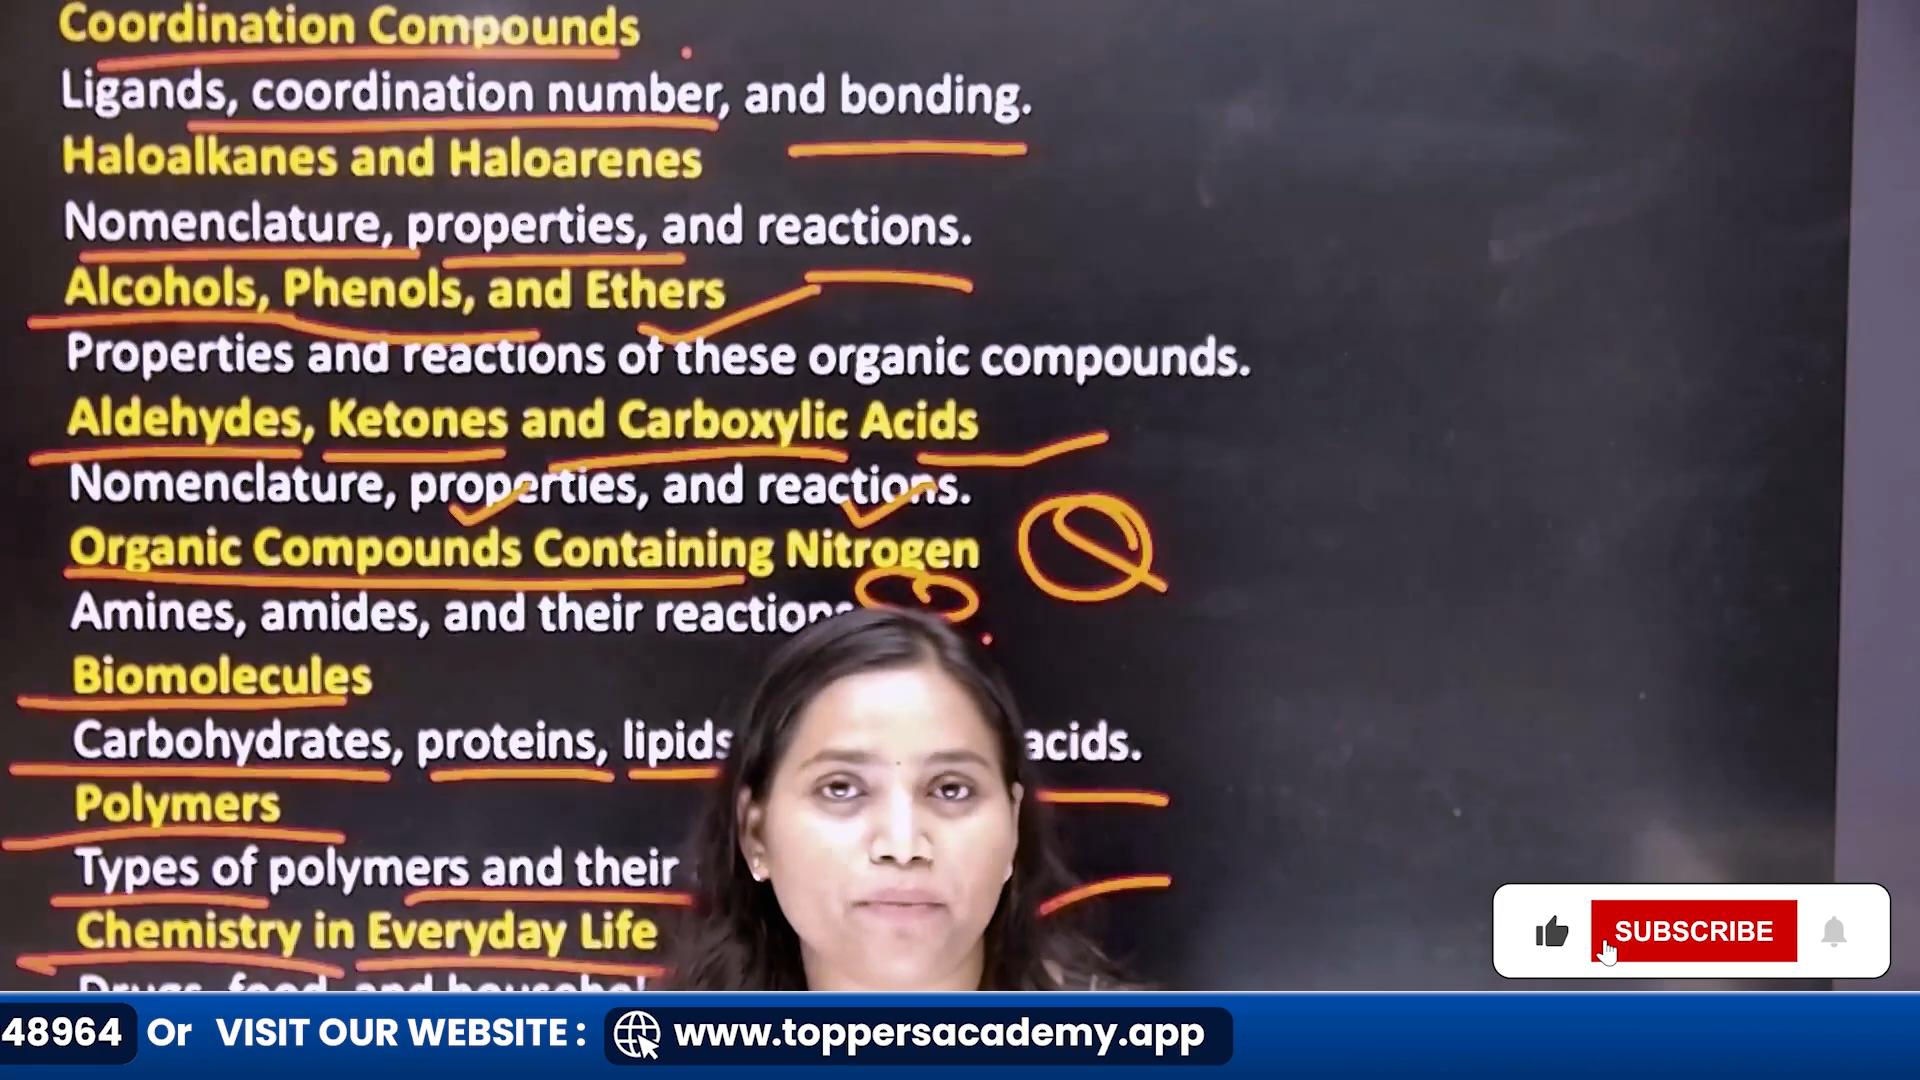 Coordination Compounds
Ligands, coordination number, and bonding.
Haloalkanes and Haloarenes
Nomenclature, properties, and reactions.
Alcohols, Phenols, and Ethers
Properties and reactions of these organic compounds.
Aldehydes, Ketones and Carboxylic Acids
Nomenclature, properties, and reactions.
Organic Compounds Containing Nitrogen
Amines, amides, and their
Biomolecules
Carbohydrates, proteins, lipids acids.
Polymers
Types of polymers and their
Chemistry in Everyday Life
Drugs, food, and
SUBSCRIBE
48964 Or VISIT OUR WEBSITE : www.toppersacademy.app